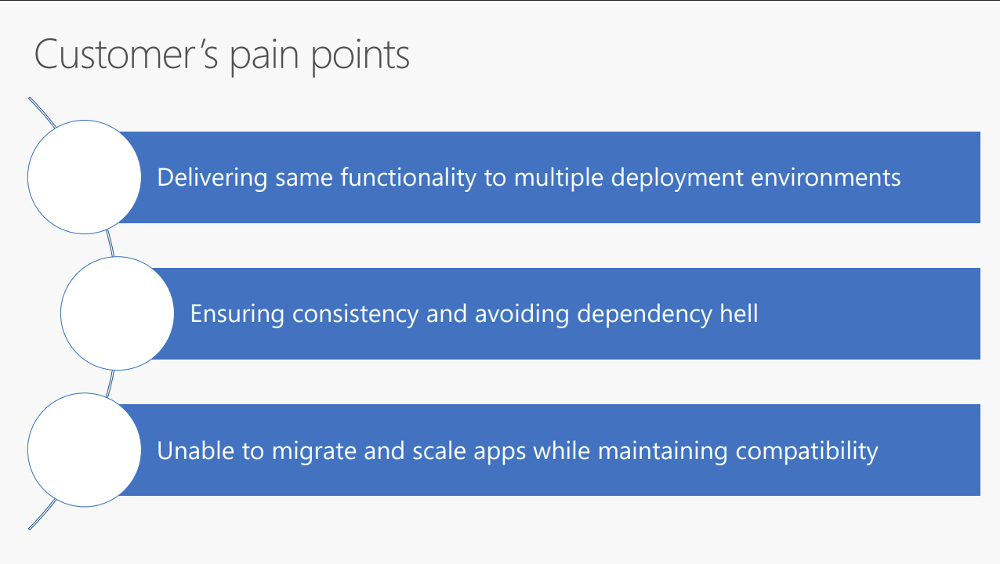 Customer’s pain points
Delivering same functionality to multiple deployment environments
Ensuring consistency and avoiding dependency hell
Unable to migrate and scale apps while maintaining compatibility